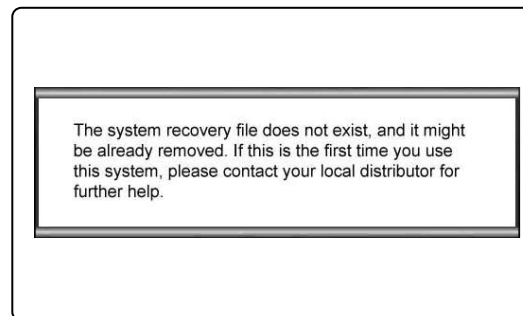 The system recovery file does not exist, and it might
be already removed. If this is the first time you use
this system, please contact your local distributor for
further help.